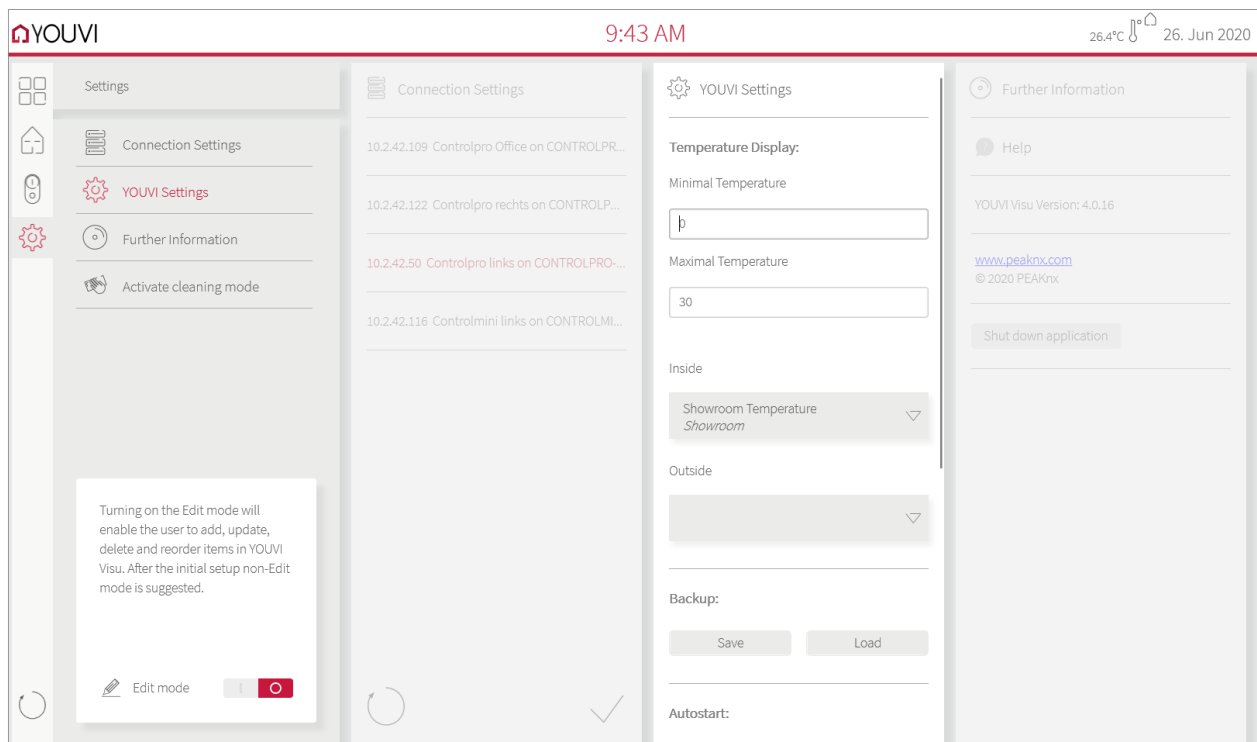 YOUVI
9:43 AM
26.4°C
26. Jun 2020
Settings
Connection Settings
YOUVI Settings
Further Information
Activate cleaning mode
Turning on the Edit mode will
enable the user to add, update,
delete and reorder items in YOUVI
Visu. After the initial setup non-Edit
mode is suggested.
Edit mode
Connection Settings
10.2.42.109 Controlpro Office on CONTROLPR...
10.2.42.122 Controlpro rechts on CONTROLP...
10.2.42.50 Controlpro links on CONTROLPRO-...
10.2.42.116 Controlmini links on CONTROLMI...
YOUVI Settings
Temperature Display:
Minimal Temperature
0
Maximal Temperature
30
Inside
Showroom Temperature
Showroom
Outside
Backup:
Save Load
Autostart:
Further Information
Help
YOUVI Visu Version: 4.0.16
www.peaknx.com
© 2020 PEAKnx
Shut down application